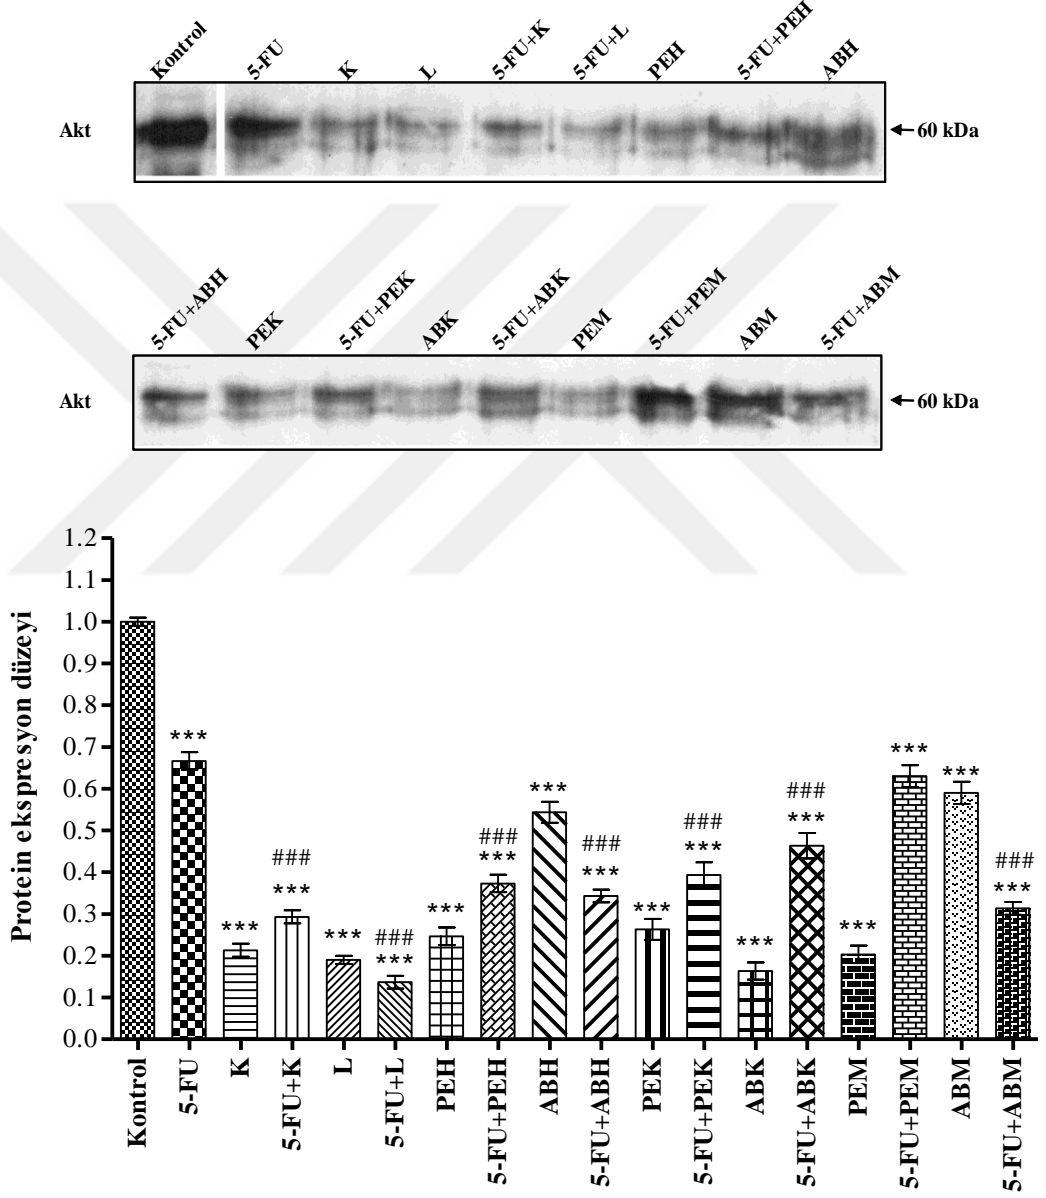 Kontrol 5-FU K L 5-FU+K 5-FU+L PEH 5-FU+PEH ABH
Akt 60 kDa
5-FU+ABH PEK 5-FU+PEK ABK 5-FU+ABK PEM 5-FU+PEM ABM 5-FU+ABM
Akt 60 kDa
Protein ekspresyon düzeyi
1.2
1.1
1.0
0.9
0.8
0.7
0.6
0.5
0.4
0.3
0.2
0.1
0.0
***
***
###
***
***
###
***
***
###
***
***
###
***
***
###
***
***
###
***
***
***
***
###
***
Kontrol
5-FU
K
5-FU+K
L
5-FU+L
PEH
5-FU+PEH
ABH
5-FU+ABH
PEK
5-FU+PEK
ABK
5-FU+ABK
PEM
5-FU+PEM
ABM
5-FU+ABM